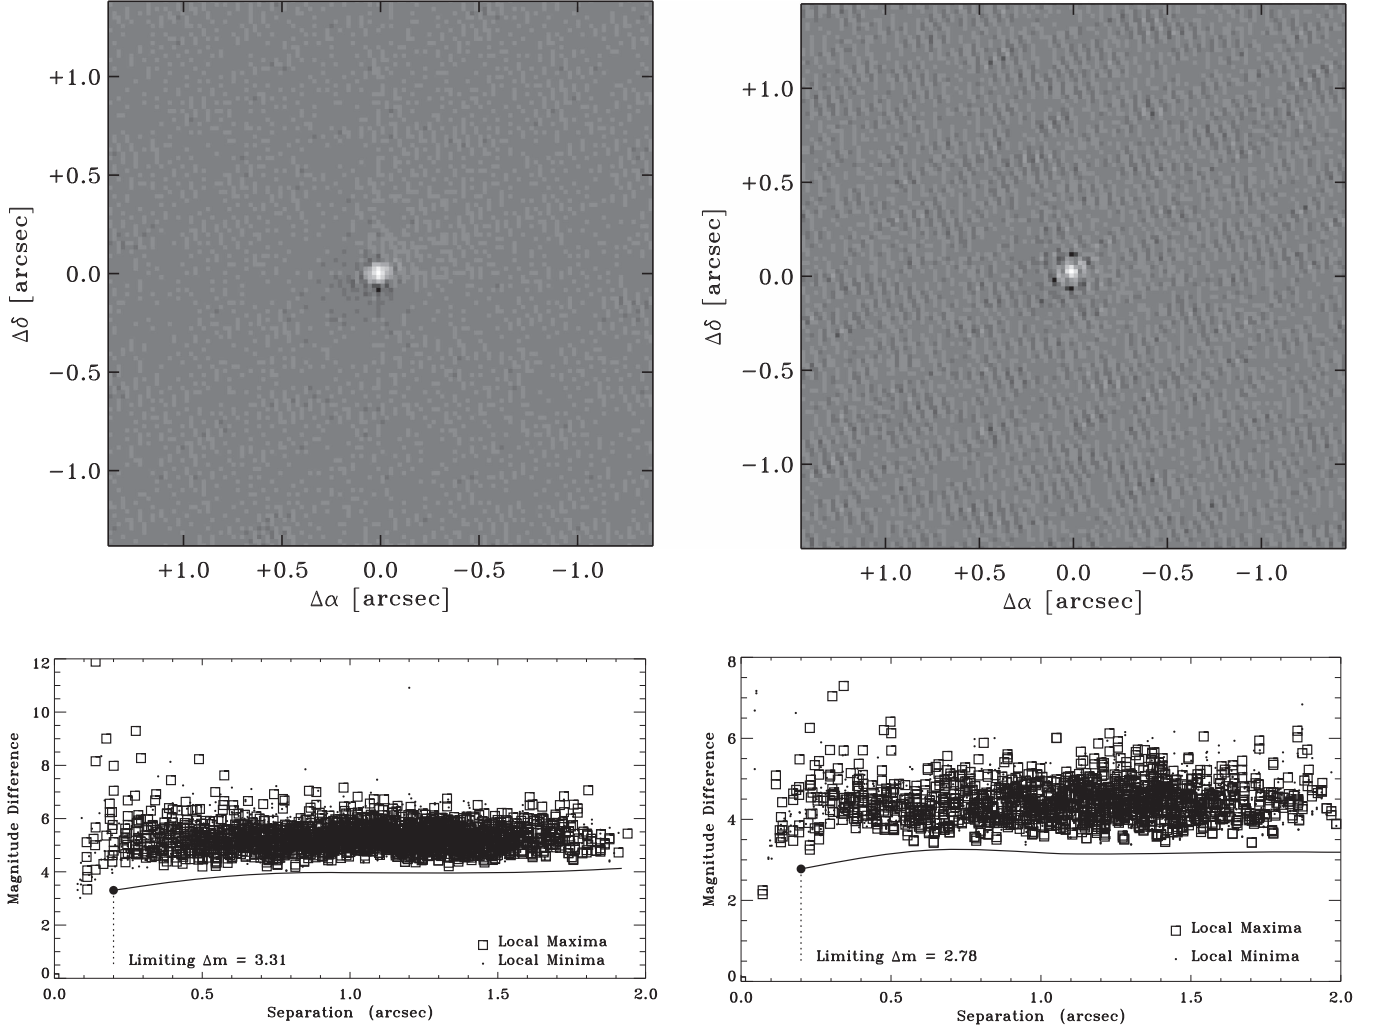 +1.0
+0.5
0.0
−0.5
−1.0
Δδ [arcsec]
+1.0 +0.5 0.0 −0.5 −1.0
Δα [arcsec]
+1.0
+0.5
0.0
−0.5
−1.0
Δδ [arcsec]
+1.0 +0.5 0.0 −0.5 −1.0
Δα [arcsec]
12
10
8
6
4
2
0
Magnitude Difference
Local Maxima
Local Minima
Limiting Δm = 3.31
0.0 0.5 1.0 1.5 2.0
Separation (arcsec)
8
6
4
2
0
Magnitude Difference
Local Maxima
Local Minima
Limiting Δm = 2.78
0.0 0.5 1.0 1.5 2.0
Separation (arcsec)